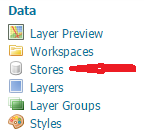 Data
Layer Preview
Workspaces
Stores
Layers
Layer Groups
Styles